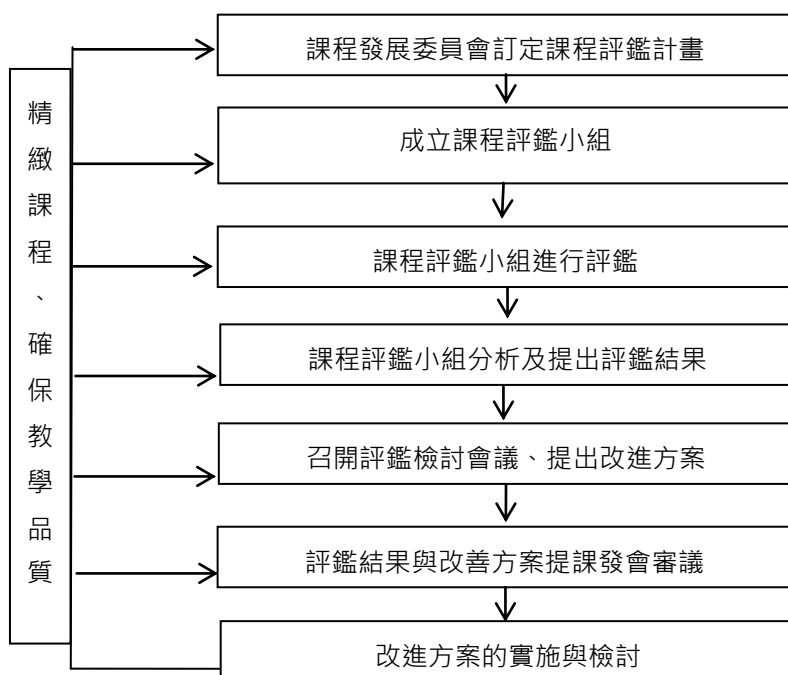 精緻課程、確保教學品質
課程發展委員會訂定課程評鑑計畫
成立課程評鑑小組
課程評鑑小組進行評鑑
課程評鑑小組分析及提出評鑑結果
召開評鑑檢討會議、提出改進方案
評鑑結果與改善方案提課發會審議
改進方案的實施與檢討